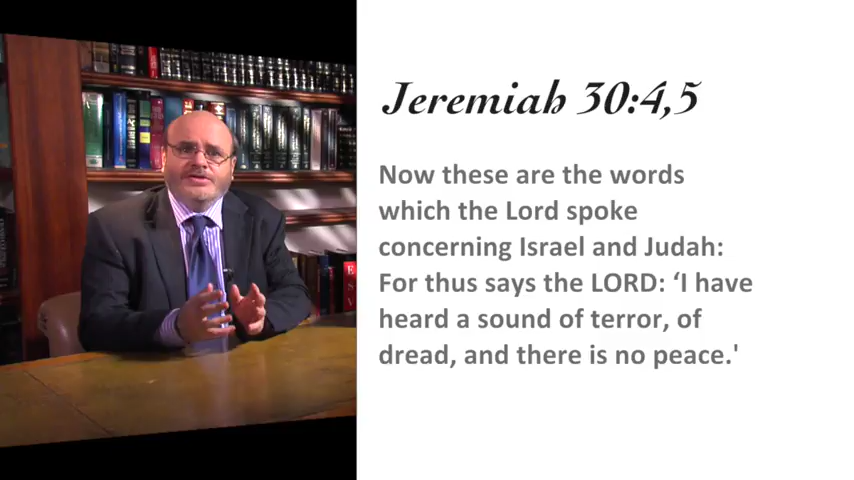 Jeremiah 30:4,5
Now these are the words
which the Lord spoke
concerning Israel and Judah:
For thus says the LORD: ‘I have
heard a sound of terror, of
dread, and there is no peace.'